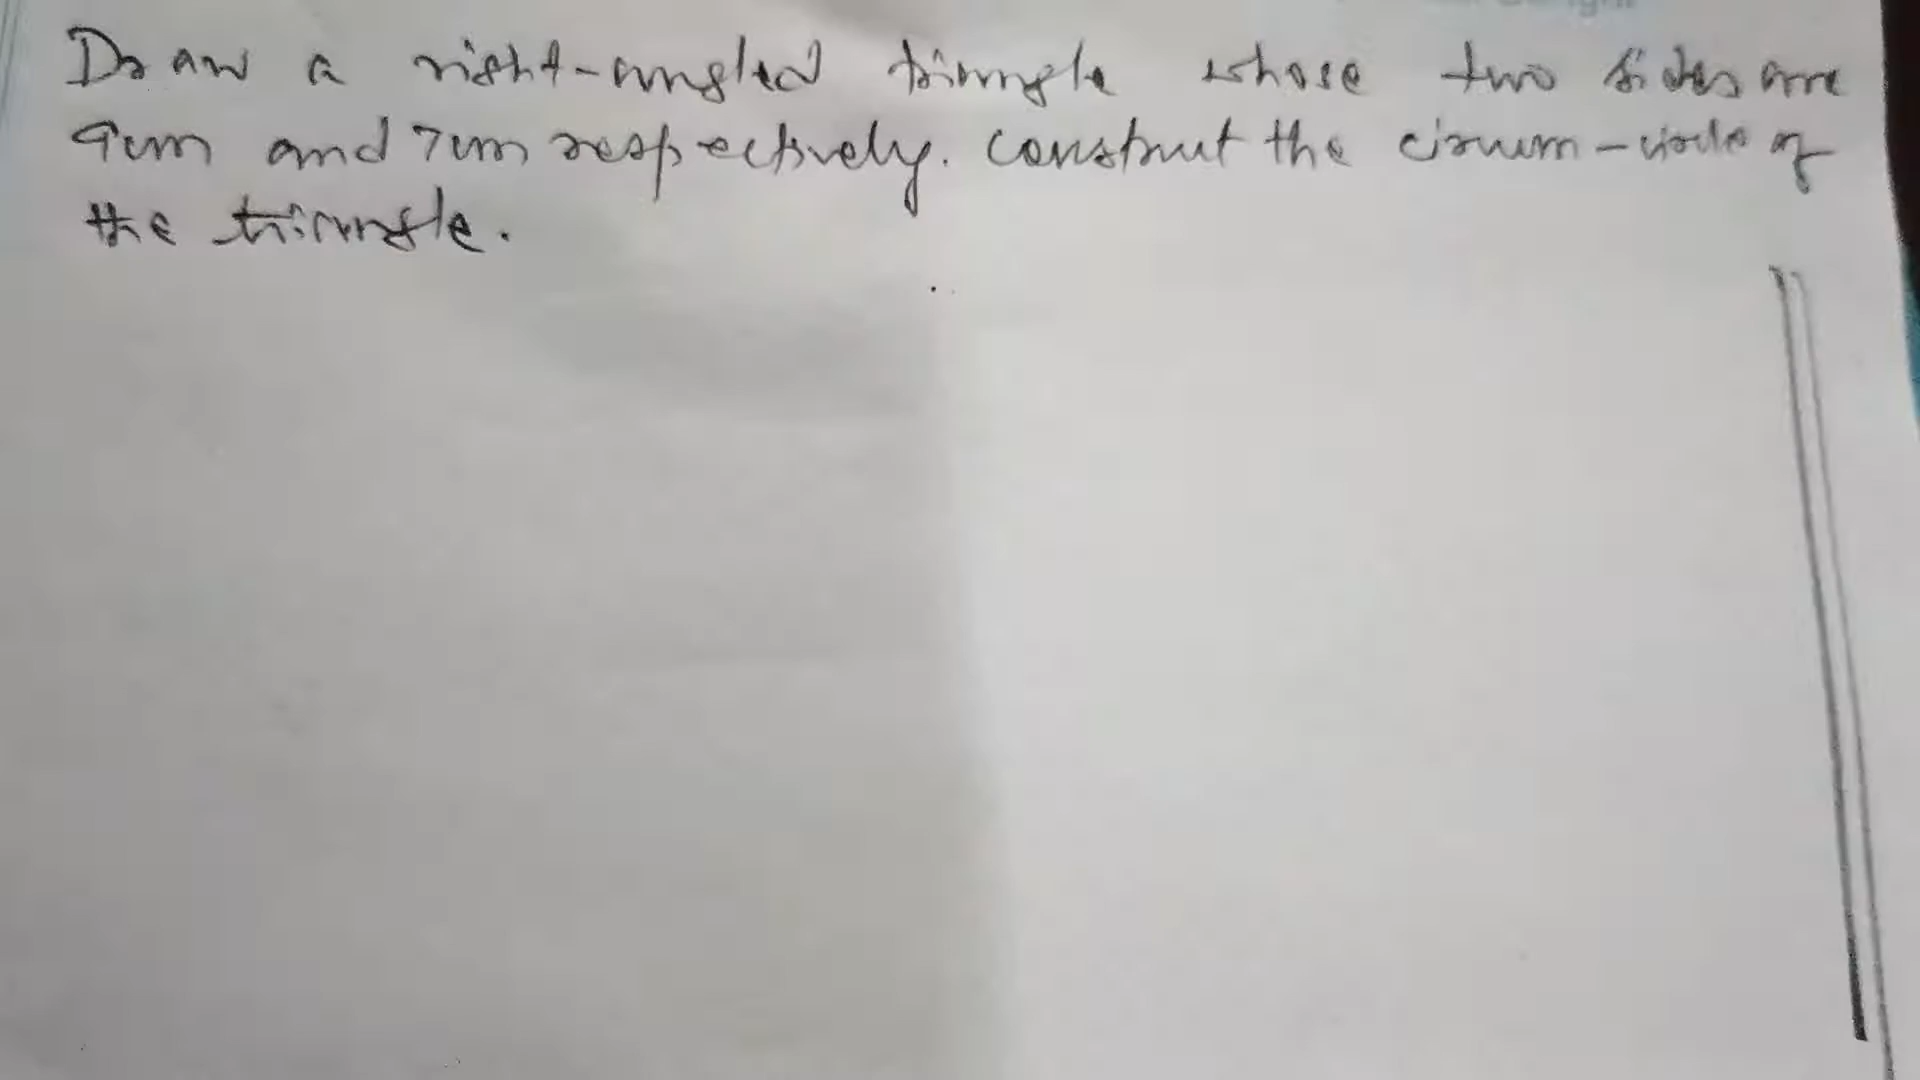 Draw a right-angled triangle whose two sides are
9cm and 7cm respectively. construct the circum-circle of
the triangle.